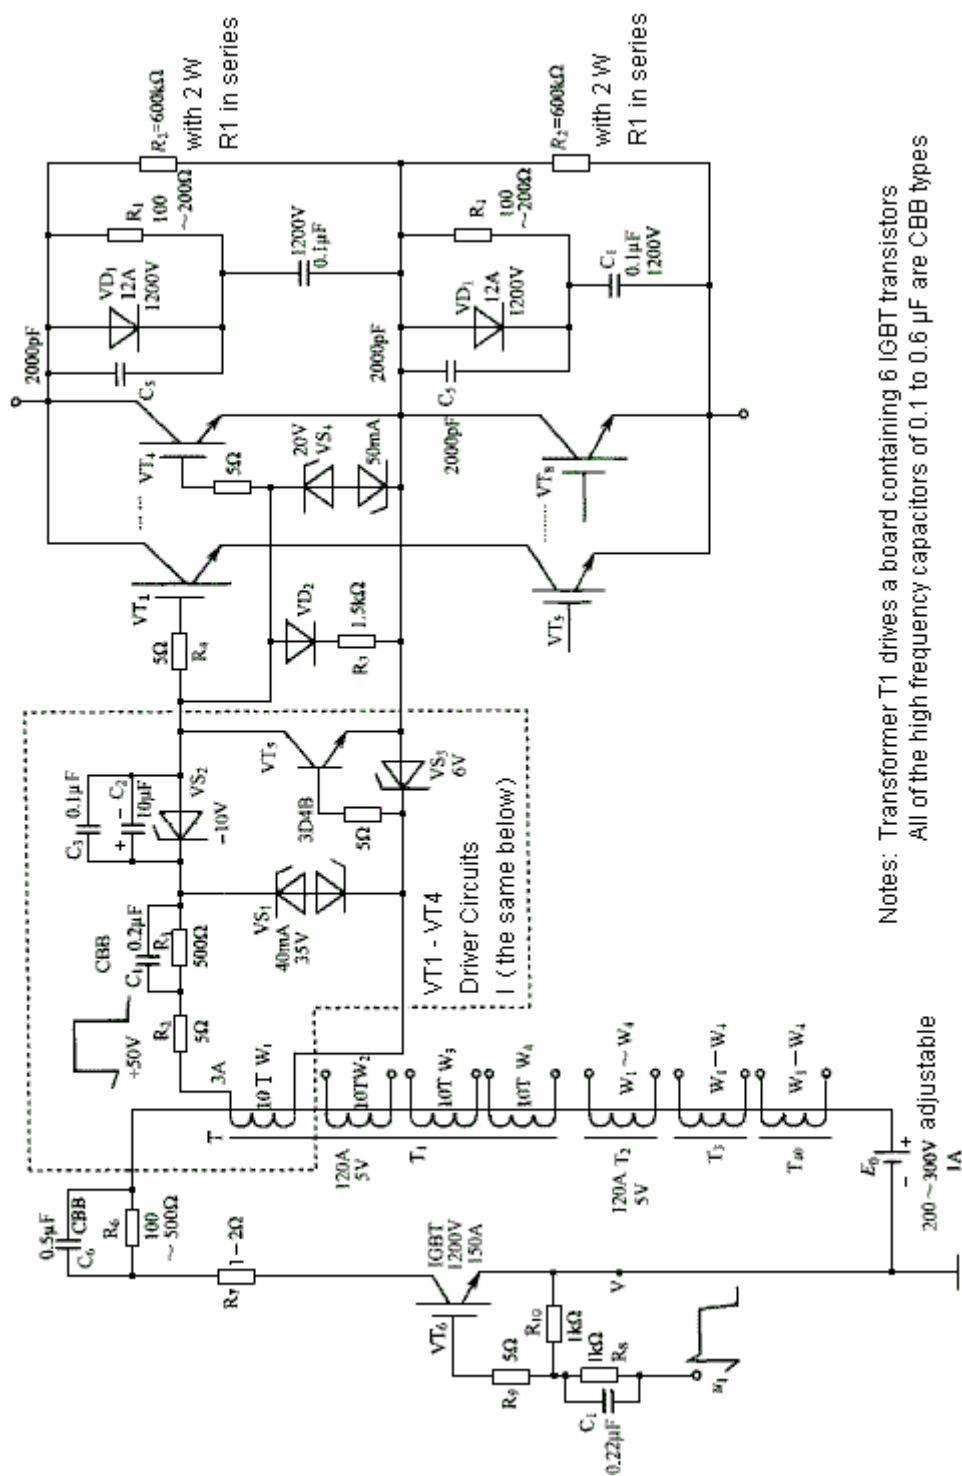 0.22μF
C₁
R₉
5Ω
R₈
1kΩ
R₁₀
1kΩ
u₁
V
VT₆
IGBT
1200V
150A
R₇
1–2Ω
0.5μF
C₆
CBB
R₆
100
~500Ω
E₀
200~300V adjustable
1A
T₄₀
W₁–W₄
T₃
W₁–W₄
120A T₂
5V
W₁~W₄
120A
5V
T₁
10T W₄
10T W₃
10TW₂
T
10T W₁
3A
+50V
R₂
5Ω
CBB
C₁
0.2μF
R₃
500Ω
C₃
0.1μF
C₂
+
–
10μF
VS₂
–10V
VS₁
40mA
35V
3D4B
5Ω
VT₅
VS₃
6V
VT1 - VT4
Driver Circuits
I ( the same below)
5Ω
R₄
VT₁
VD₂
R₃
1.5kΩ
VT₄
5Ω
20V
VS₄
50mA
VT₅
VT₈
2000pF
2000pF
C₅
VD₁
12A
1200V
R₁
100
~200Ω
1200V
0.1μF
R₂=600kΩ
with 2 W
R1 in series
2000pF
C₅
VD₁
12A
1200V
R₁
100
~200Ω
C₁
0.1μF
1200V
R₂=600kΩ
with 2 W
R1 in series
Notes: Transformer T1 drives a board containing 6 IGBT transistors
All of the high frequency capacitors of 0.1 to 0.6 μF are CBB types